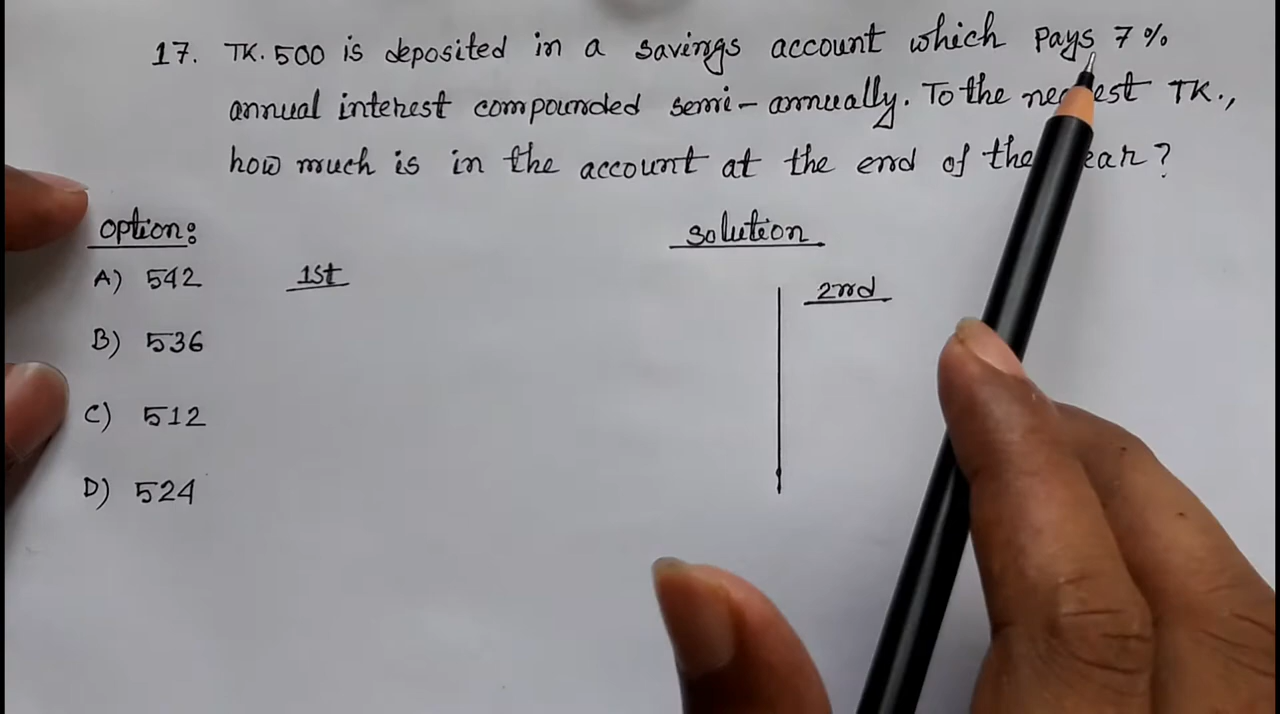 17. TK. 500 is deposited in a savings account which pays 7%
annual interest compounded semi-annually. To the TK.,
how much is in the account at the end of the ?
Option:
Solution
A) 542
1st
2nd
B) 536
C) 512
D) 524